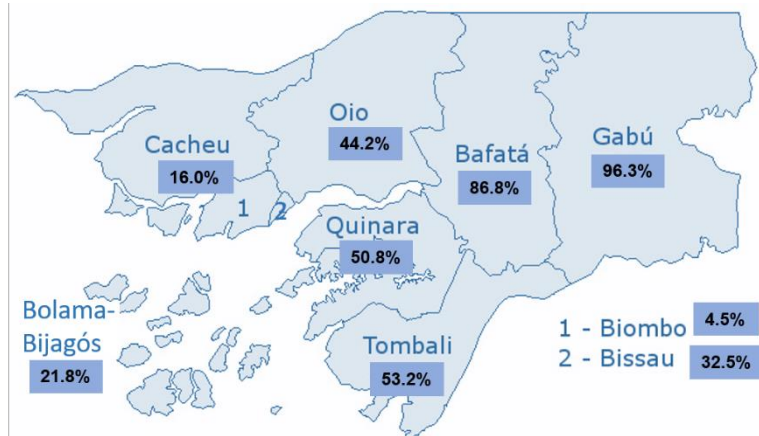 Oio
44.2%
Cacheu
16.0%
Bafatá
86.8%
Gabú
96.3%
1
2
Quinara
50.8%
Bolama-
Bijagós
21.8%
Tombali
53.2%
1 - Biombo 4.5%
2 - Bissau 32.5%